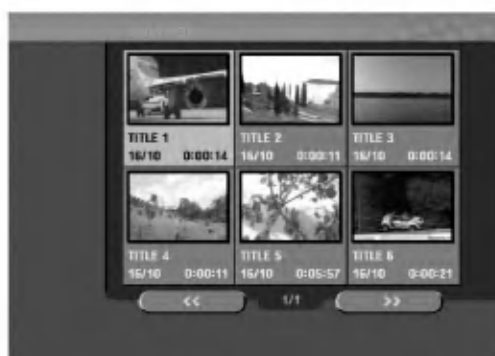 TITLE 1
16/10 0:00:14
TITLE 2
16/10 0:00:11
TITLE 3
16/10 0:00:14
TITLE 4
16/10 0:00:11
TITLE 5
16/10 0:05:57
TITLE 6
16/10 0:00:21
<< 1/1 >>